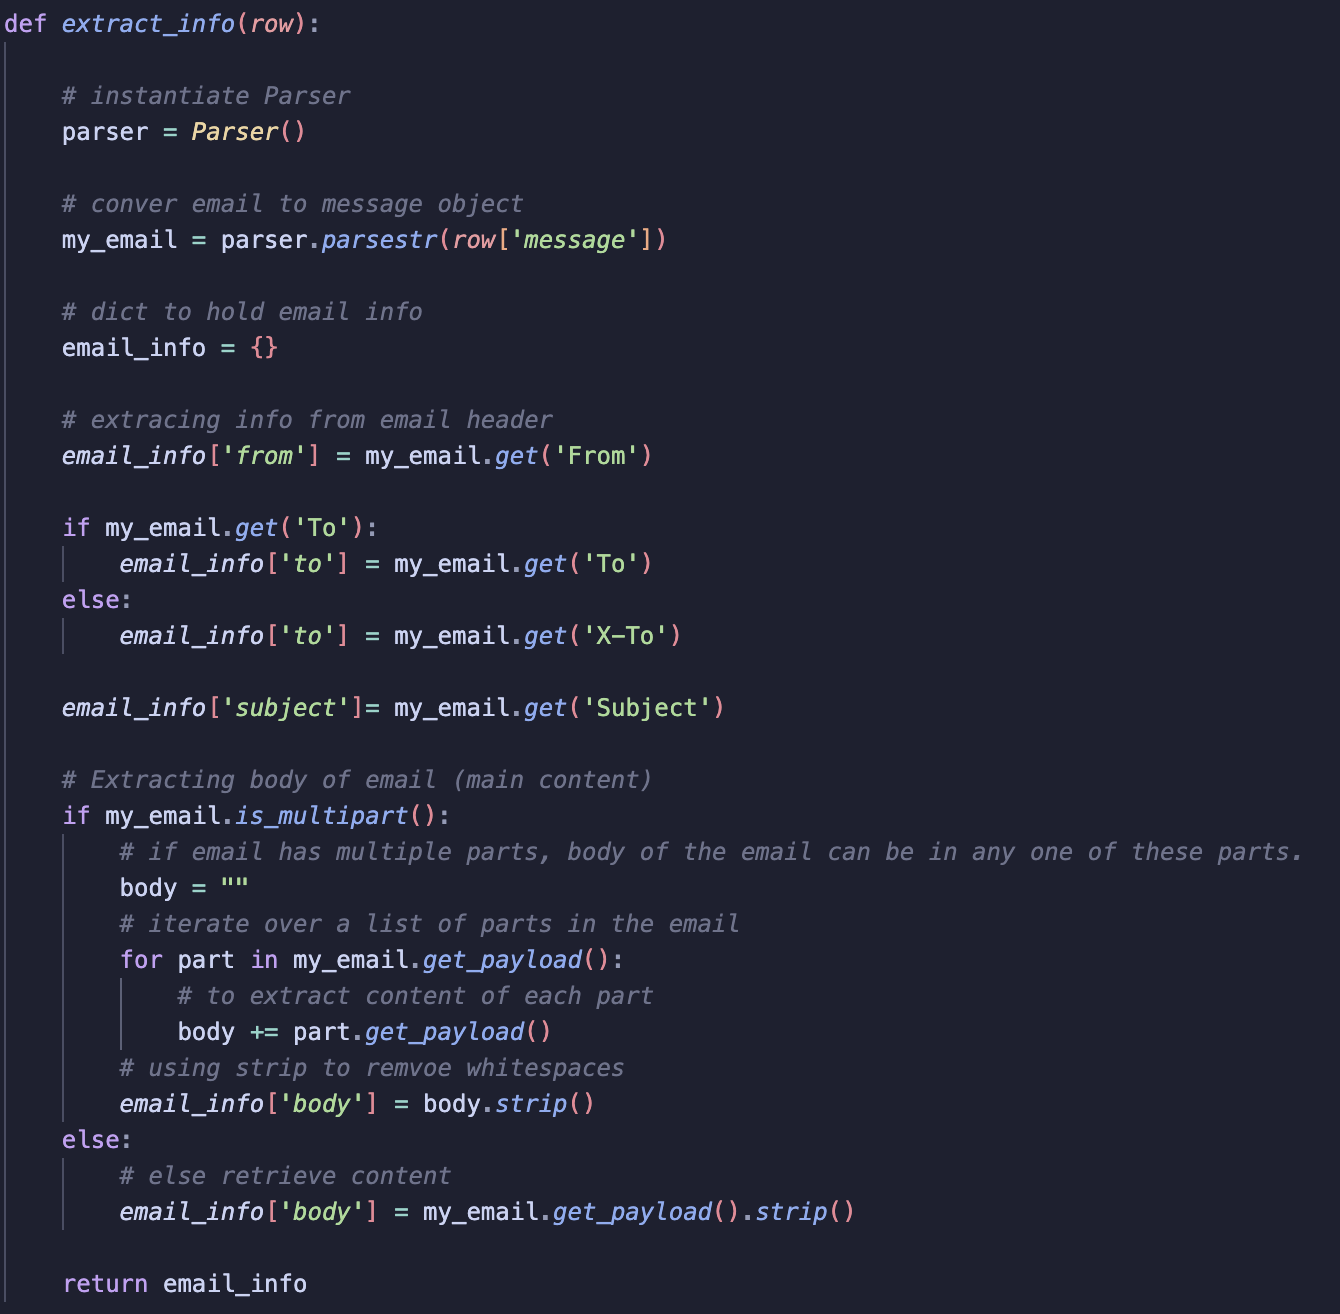 def extract_info(row):
# instantiate Parser
parser = Parser()
# conver email to message object
my_email = parser.parsestr(row['message'])
# dict to hold email info
email_info = {}
# extracing info from email header
email_info['from'] = my_email.get('From')
if my_email.get('To'):
email_info['to'] = my_email.get('To')
else:
email_info['to'] = my_email.get('X-To')
email_info['subject']= my_email.get('Subject')
# Extracting body of email (main content)
if my_email.is_multipart():
# if email has multiple parts, body of the email can be in any one of these parts.
body = ""
# iterate over a list of parts in the email
for part in my_email.get_payload():
# to extract content of each part
body += part.get_payload()
# using strip to remvoe whitespaces
email_info['body'] = body.strip()
else:
# else retrieve content
email_info['body'] = my_email.get_payload().strip()
return email_info